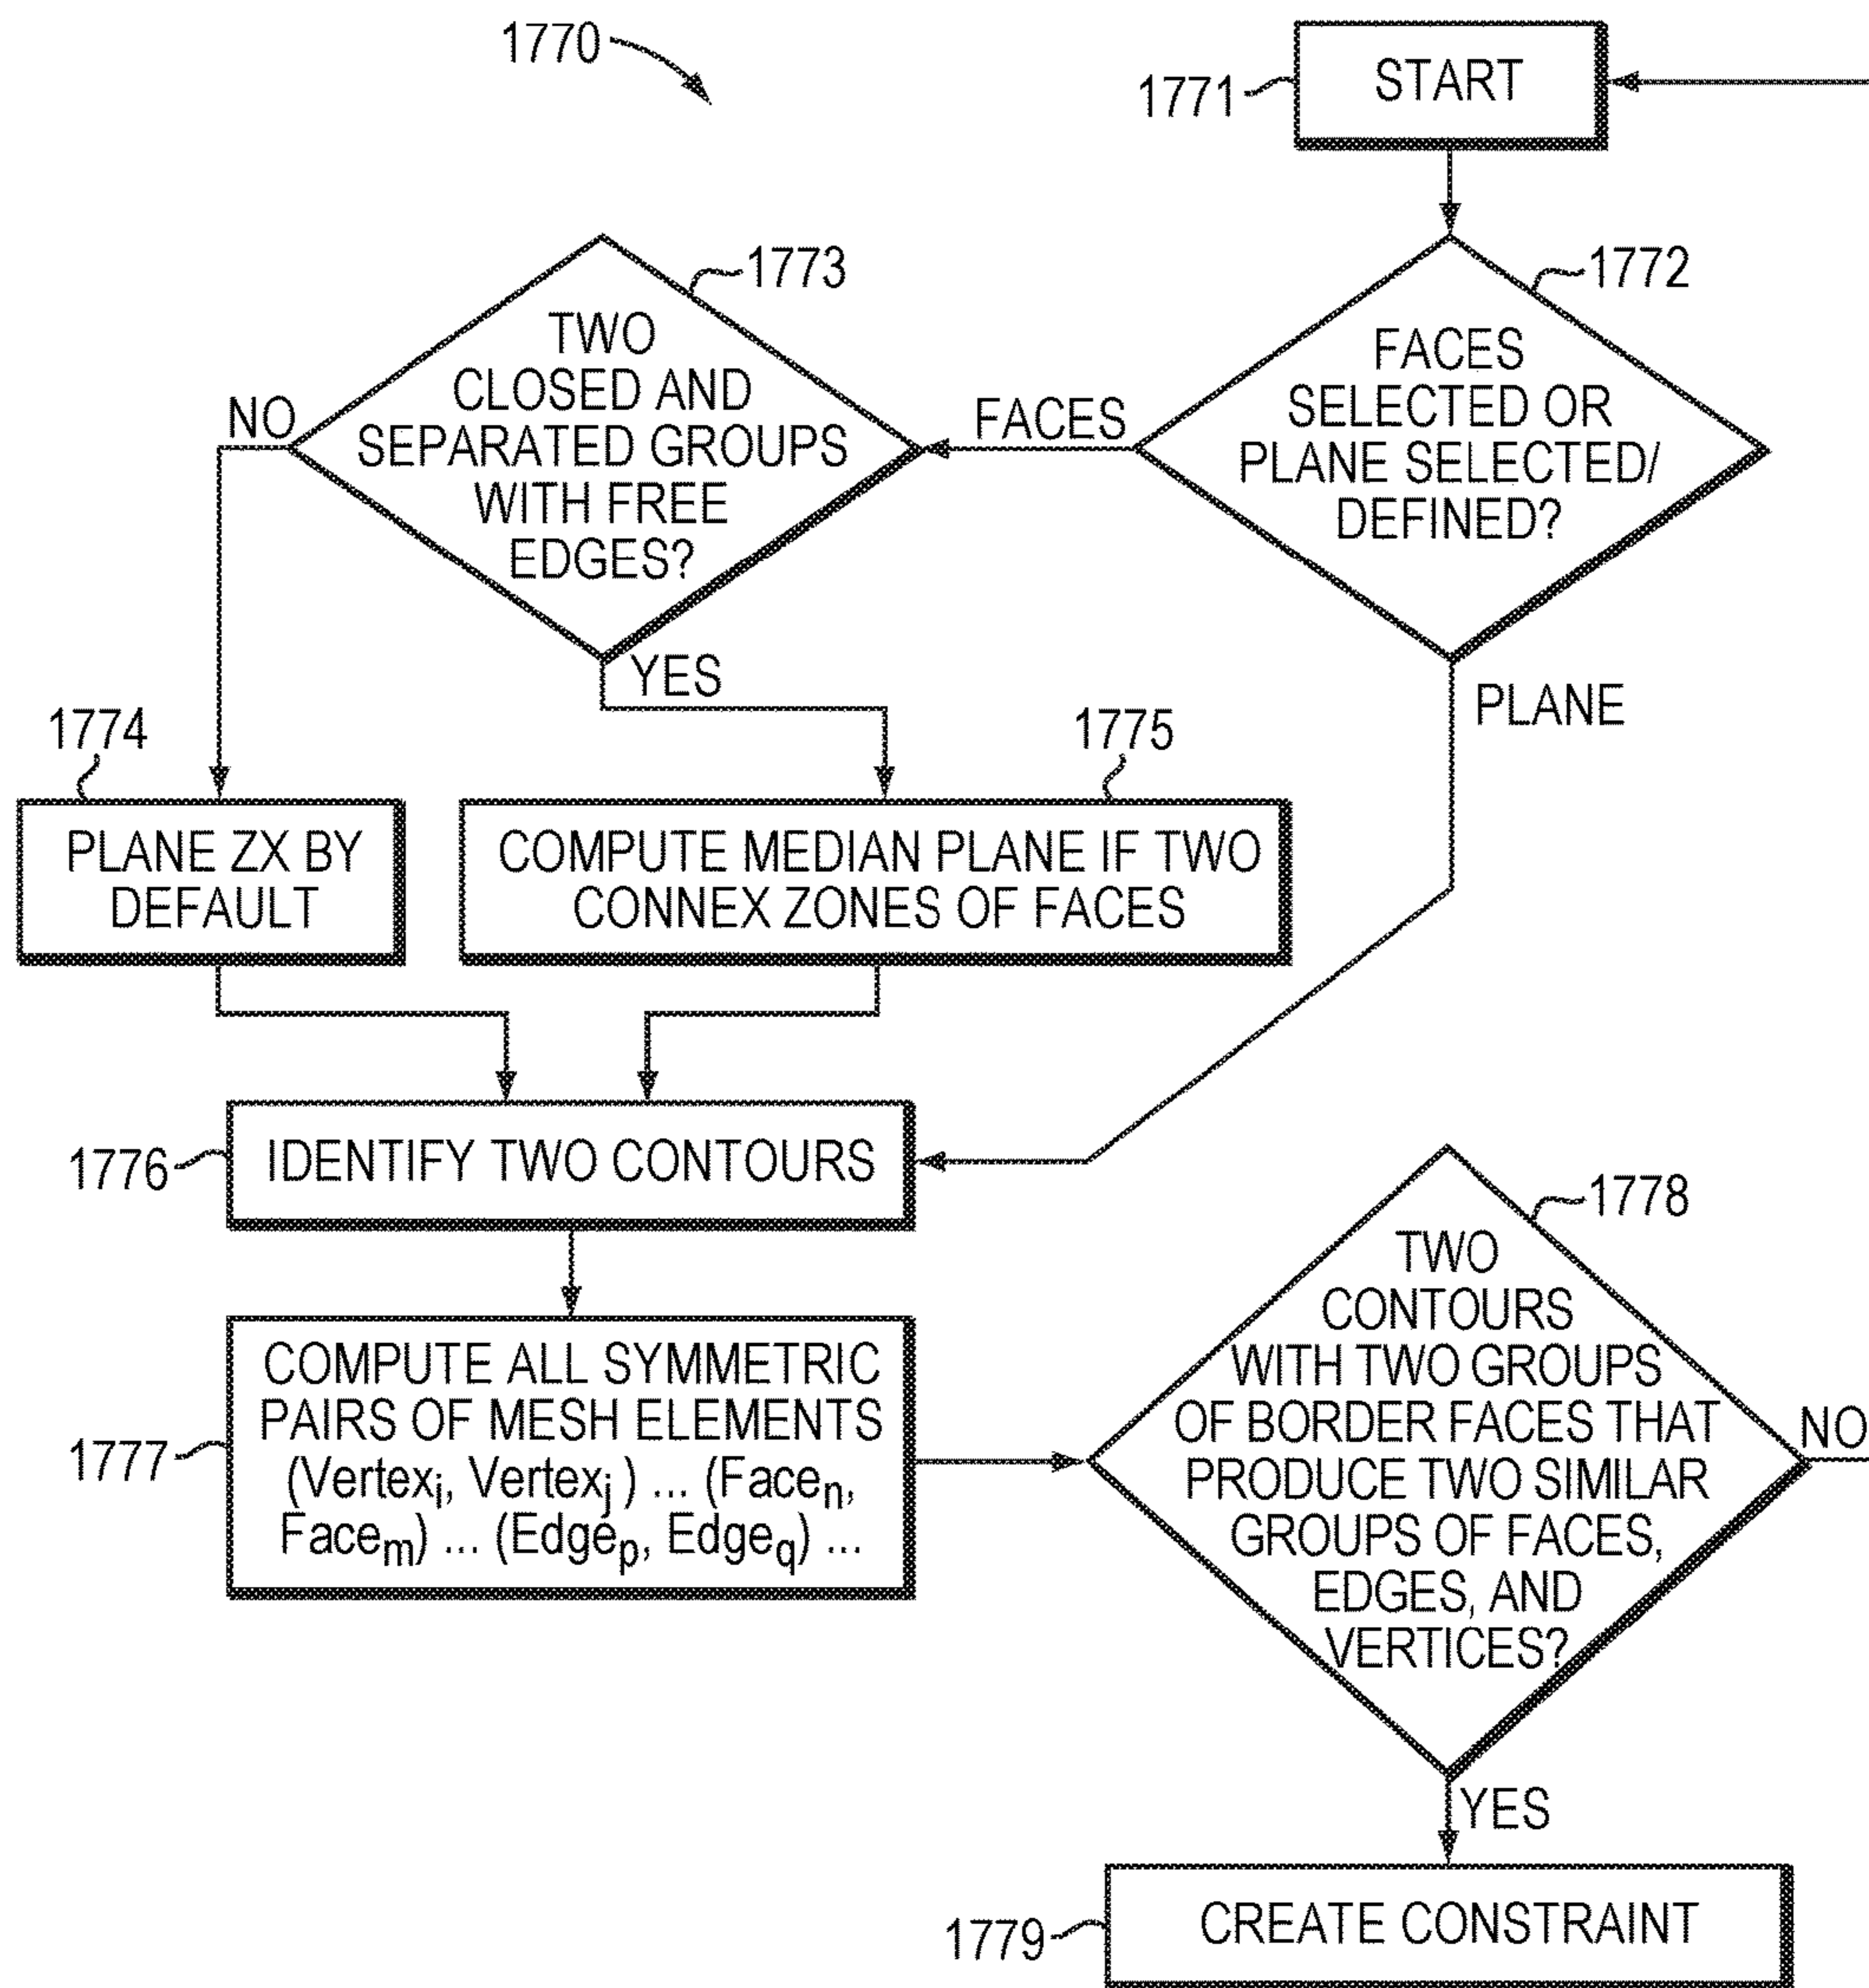 1770
1771
START
1772
FACES
SELECTED OR
PLANE SELECTED/
DEFINED?
FACES
PLANE
1773
TWO
CLOSED AND
SEPARATED GROUPS
WITH FREE
EDGES?
NO
YES
1774
PLANE ZX BY
DEFAULT
1775
COMPUTE MEDIAN PLANE IF TWO
CONNEX ZONES OF FACES
1776
IDENTIFY TWO CONTOURS
1777
COMPUTE ALL SYMMETRIC
PAIRS OF MESH ELEMENTS
(Vertexi, Vertexj) ... (Facen,
Facem) ... (Edgep, Edgeq) ...
1778
TWO
CONTOURS
WITH TWO GROUPS
OF BORDER FACES THAT
PRODUCE TWO SIMILAR
GROUPS OF FACES,
EDGES, AND
VERTICES?
NO
YES
1779
CREATE CONSTRAINT